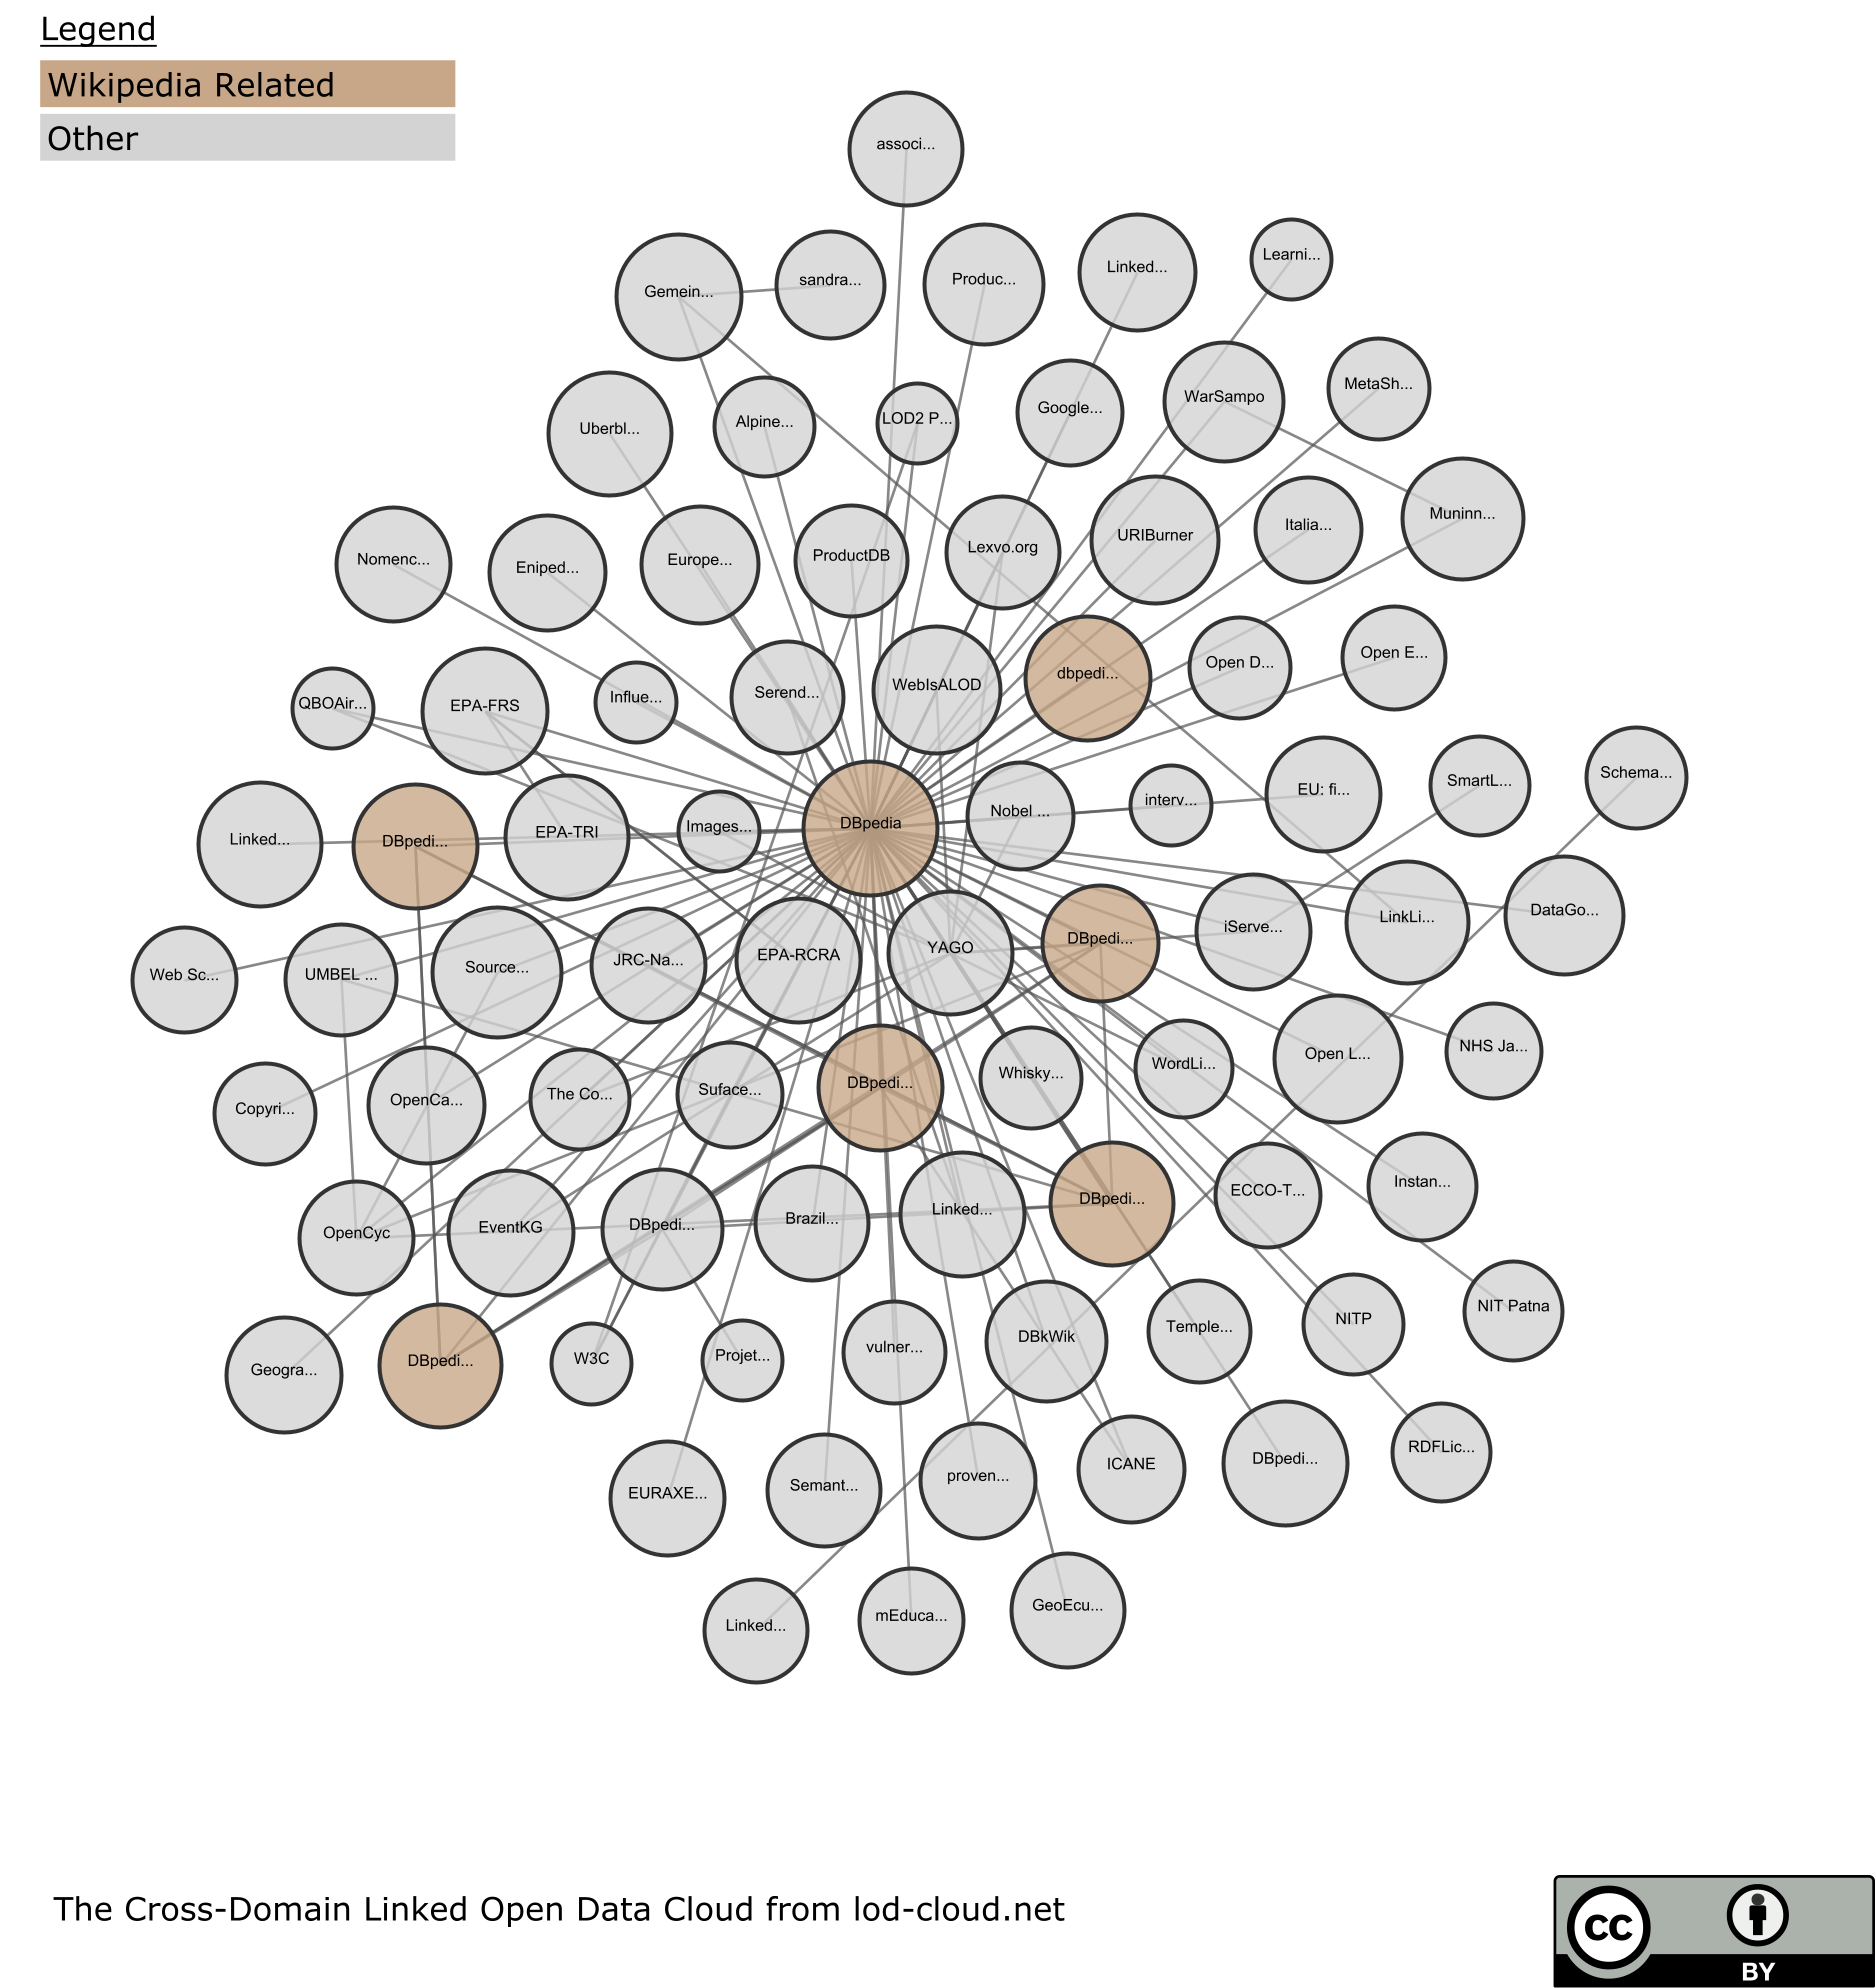 Legend
Wikipedia Related
Other
associ...
Gemein...
sandra...
Produc...
Linked...
Learni...
Uberbl...
Alpine...
LOD2 P...
Google...
WarSampo
MetaSh...
Nomenc...
Eniped...
Europe...
ProductDB
Lexvo.org
URIBurner
Italia...
Muninn...
QBOAir...
EPA-FRS
Influe...
Serend...
WebIsALOD
dbpedi...
Open D...
Open E...
Linked...
DBpedi...
EPA-TRI
Images...
DBpedia
Nobel ...
interv...
EU: fi...
SmartL...
Schema...
Web Sc...
UMBEL ...
Source...
JRC-Na...
EPA-RCRA
YAGO
DBpedi...
iServe...
LinkLi...
DataGo...
Copyri...
OpenCa...
The Co...
Suface...
DBpedi...
Whisky...
WordLi...
Open L...
NHS Ja...
OpenCyc
EventKG
DBpedi...
Brazil...
Linked...
DBpedi...
ECCO-T...
Instan...
Geogra...
DBpedi...
W3C
Projet...
vulner...
DBkWik
Temple...
NITP
NIT Patna
EURAXE...
Semant...
proven...
ICANE
DBpedi...
RDFLic...
Linked...
mEduca...
GeoEcu...
The Cross-Domain Linked Open Data Cloud from lod-cloud.net
cc
BY